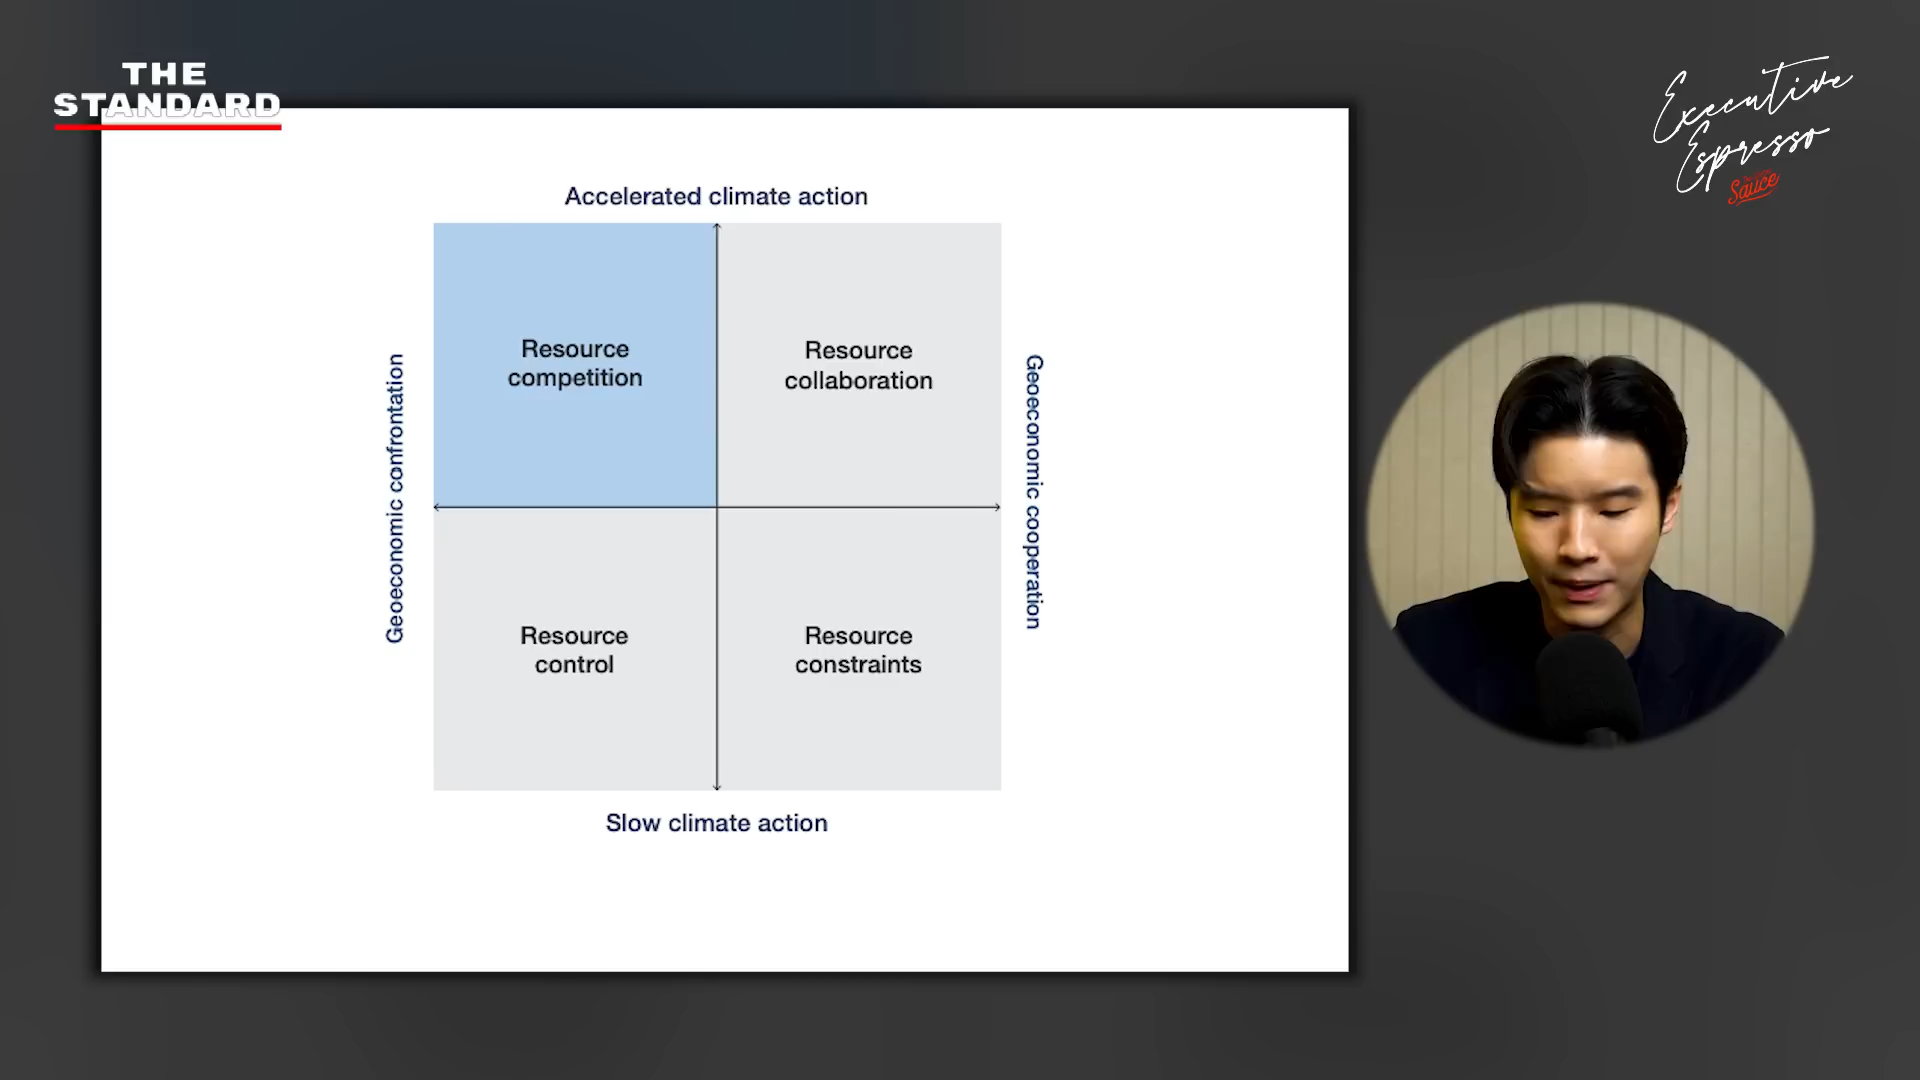 THE
STANDARD
Executive
Espresso
Sauce
Accelerated climate action
Geoeconomic confrontation
Resource
competition
Resource
collaboration
Geoeconomic cooperation
Resource
control
Resource
constraints
Slow climate action